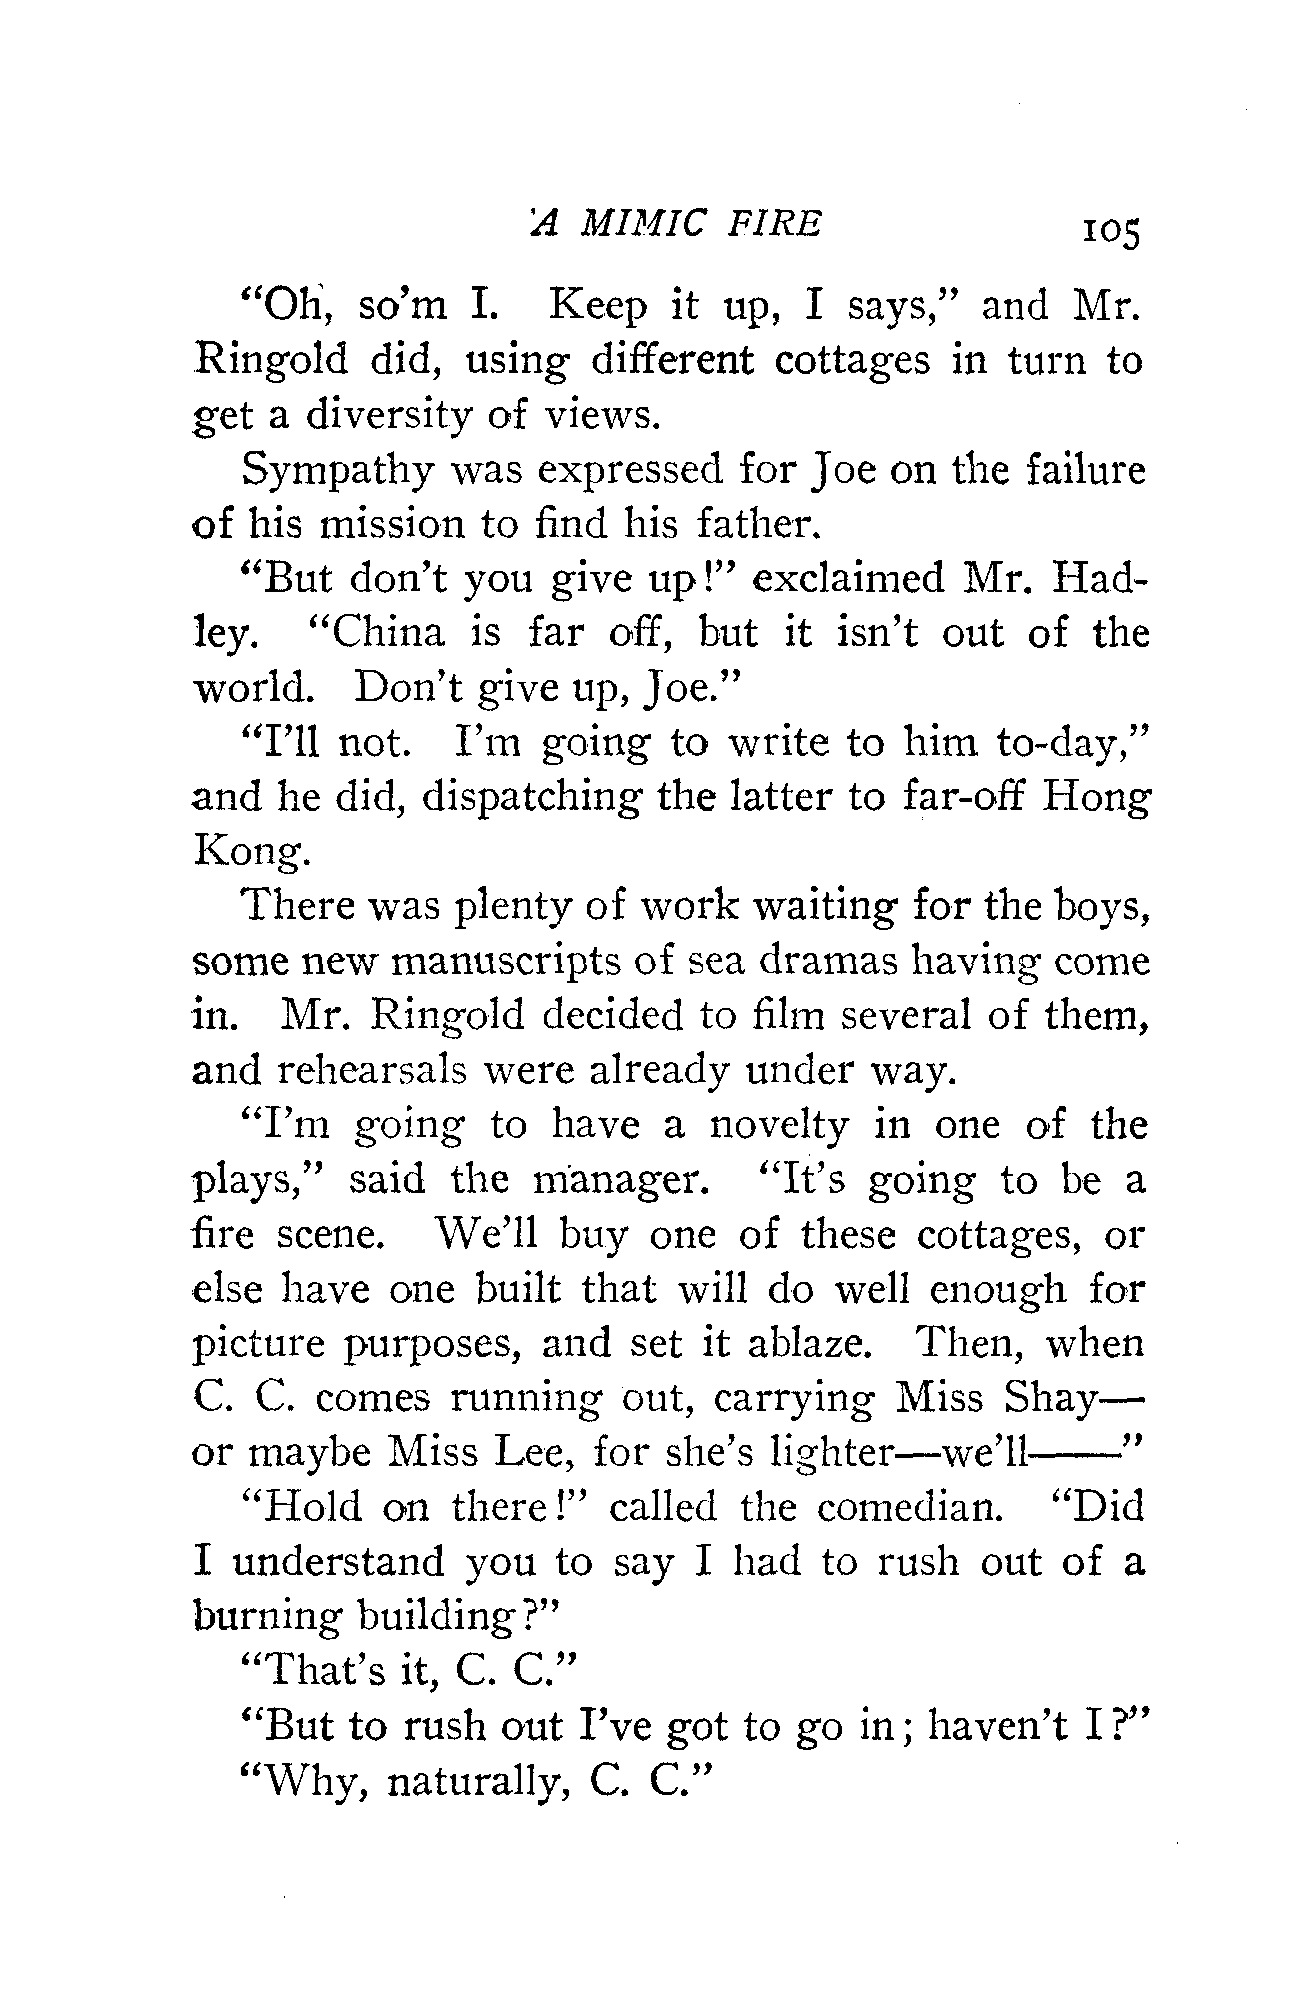 A MIMIC FIRE 105
“Oh, so’m I. Keep it up, I says,” and Mr.
Ringold did, using different cottages in turn to
get a diversity of views.
Sympathy was expressed for Joe on the failure
of his mission to find his father.
“But don’t you give up!” exclaimed Mr. Had-
ley. “China is far off, but it isn’t out of the
world. Don’t give up, Joe.”
“I’ll not. I’m going to write to him to-day,”
and he did, dispatching the latter to far-off Hong
Kong.
There was plenty of work waiting for the boys,
some new manuscripts of sea dramas having come
in. Mr. Ringold decided to film several of them,
and rehearsals were already under way.
“I’m going to have a novelty in one of the
plays,” said the manager. “It’s going to be a
fire scene. We’ll buy one of these cottages, or
else have one built that will do well enough for
picture purposes, and set it ablaze. Then, when
C. C. comes running out, carrying Miss Shay—
or maybe Miss Lee, for she’s lighter—we’ll——”
“Hold on there!” called the comedian. “Did
I understand you to say I had to rush out of a
burning building?”
“That’s it, C. C.”
“But to rush out I’ve got to go in; haven’t I?”
“Why, naturally, C. C.”